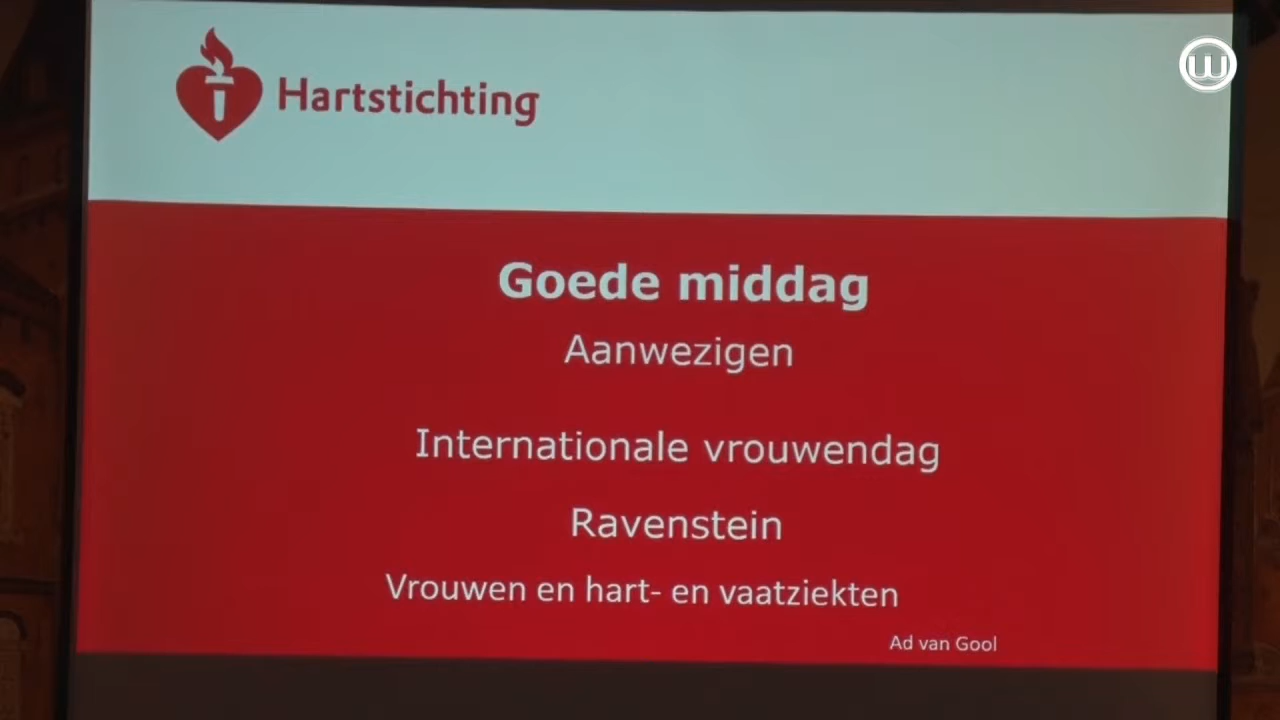 Hartstichting
W
Goede middag
Aanwezigen
Internationale vrouwendag
Ravenstein
Vrouwen en hart- en vaatziekten
Ad van Gool